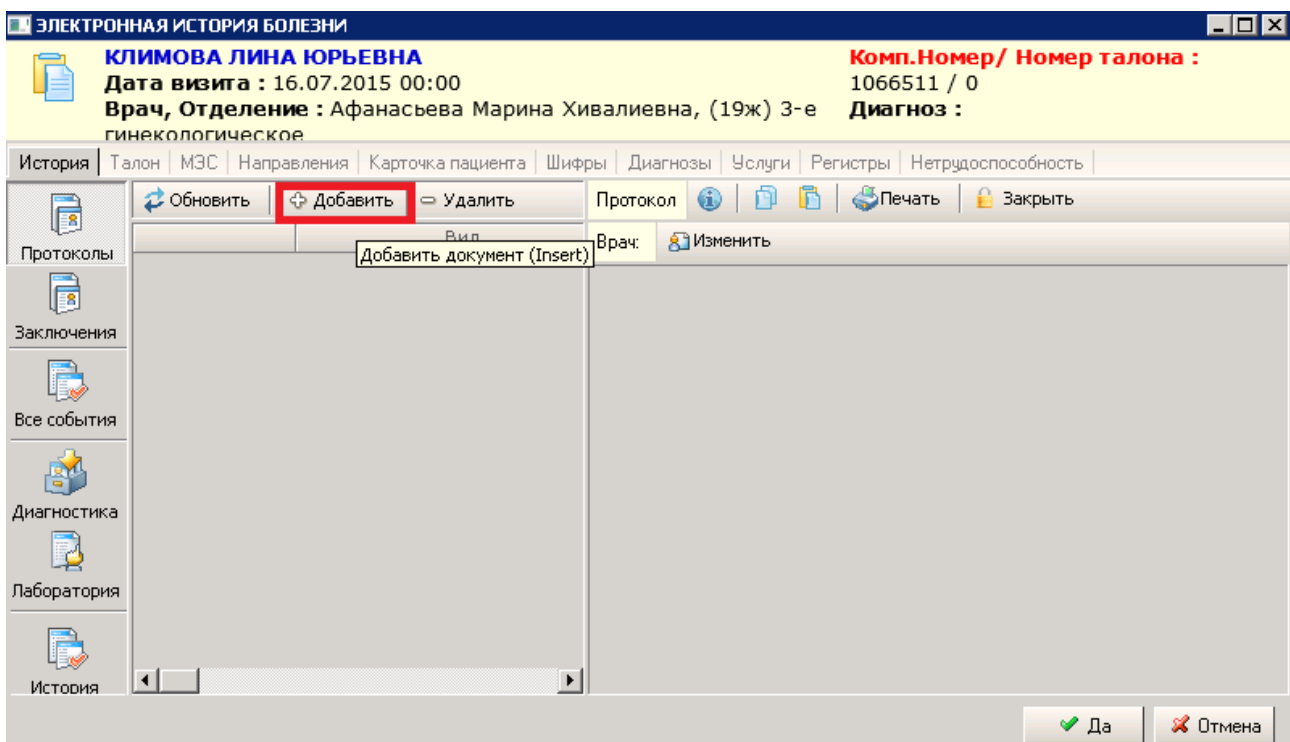 ЭЛЕКТРОННАЯ ИСТОРИЯ БОЛЕЗНИ
КЛИМОВА ЛИНА ЮРЬЕВНА
Дата визита : 16.07.2015 00:00
Врач, Отделение : Афанасьева Марина Хивалиевна, (19ж) 3-е
гинекологическое
Комп.Номер/ Номер талона :
1066511 / 0
Диагноз :
История Талон МЭС Направления Карточка пациента Шифры Диагнозы Услуги Регистры Нетрудоспособность
Обновить Добавить Удалить Протокол Печать Закрыть
Вид
Добавить документ (Insert)
Врач: Изменить
Протоколы
Заключения
Все события
Диагностика
Лаборатория
История
Да Отмена